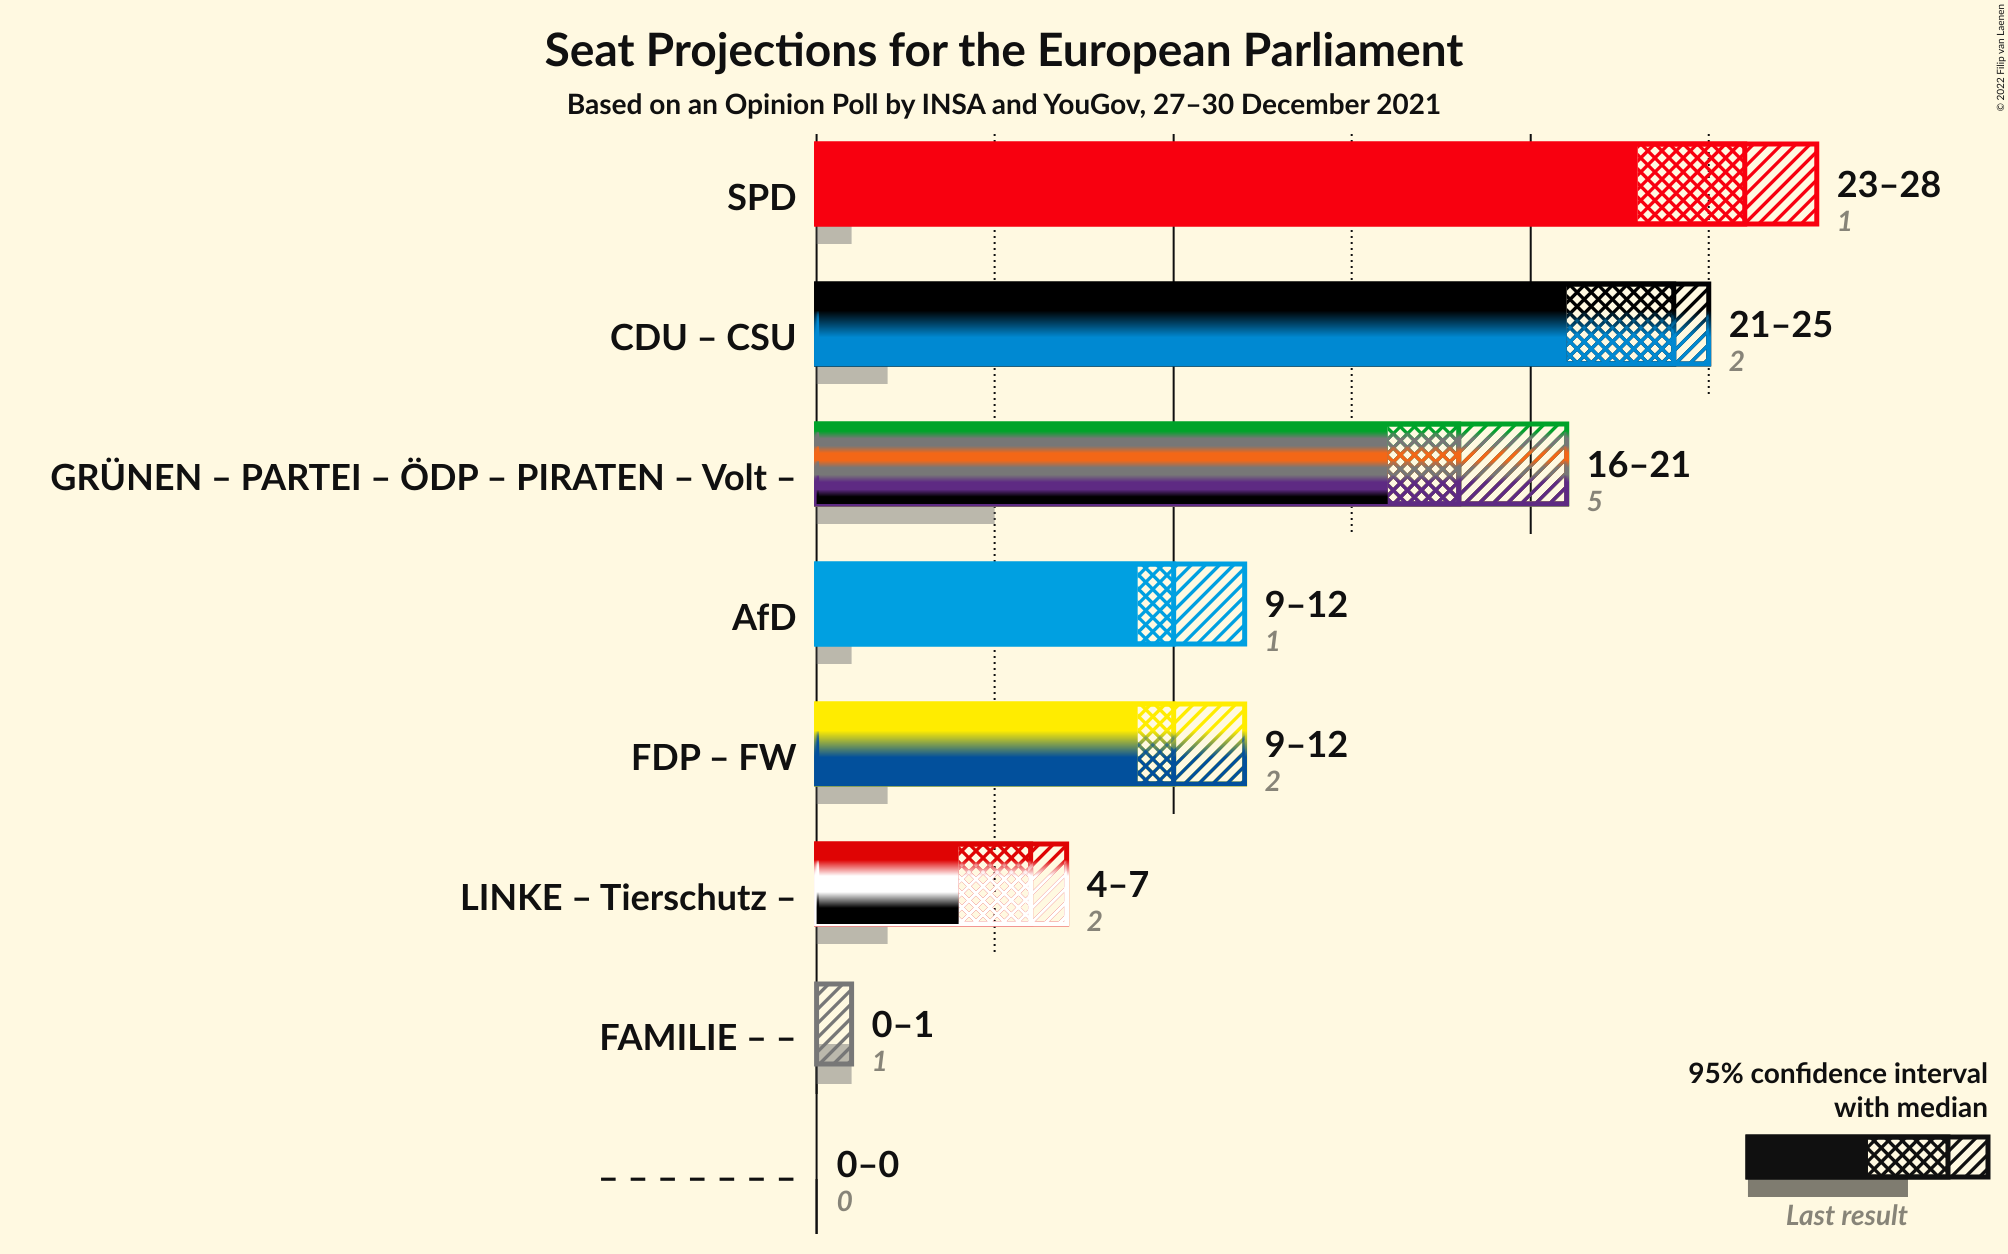 Seat Projections for the European Parliament
Based on an Opinion Poll by INSA and YouGov, 27–30 December 2021
© 2022 Filip van Laenen
SPD
23–28
1
CDU – CSU
21–25
2
GRÜNEN – PARTEI – ÖDP – PIRATEN – Volt –
16–21
5
AfD
9–12
1
FDP – FW
9–12
2
LINKE – Tierschutz –
4–7
2
FAMILIE – –
0–1
1
– – – – – – –
0–0
0
95% confidence interval
with median
Last result